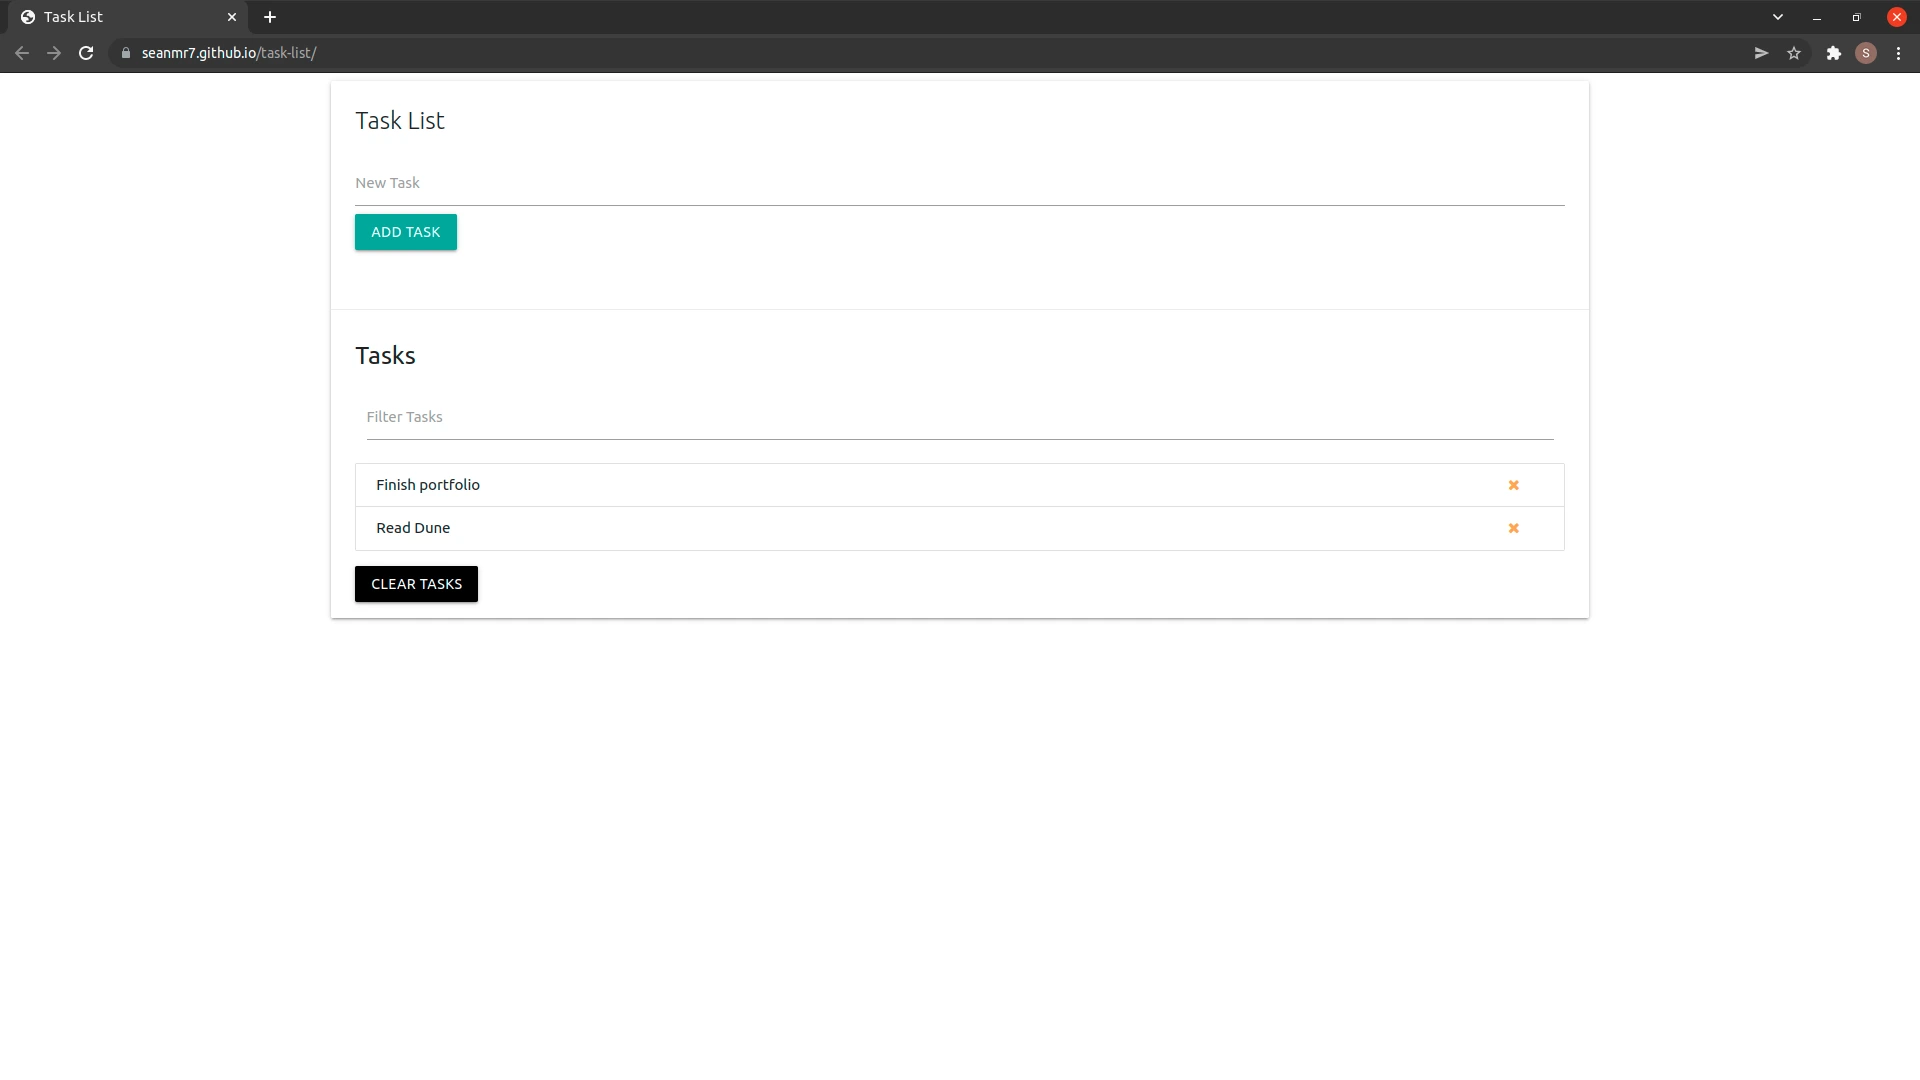 Task List
seanmr7.github.io/task-list/
S
Task List
New Task
ADD TASK
Tasks
Filter Tasks
Finish portfolio
Read Dune
CLEAR TASKS